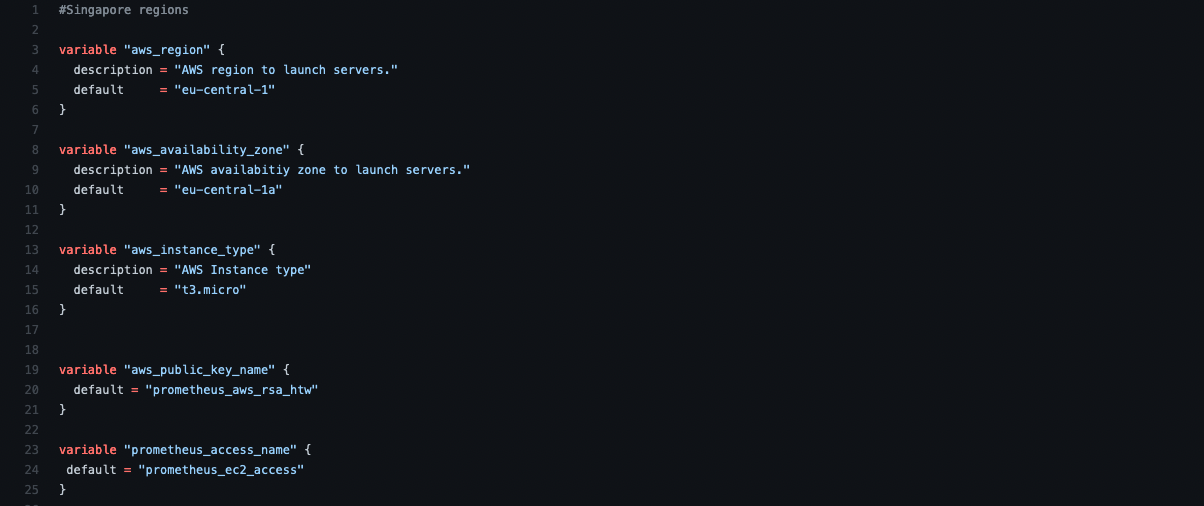 1 #Singapore regions
2
3 variable "aws_region" {
4   description = "AWS region to launch servers."
5   default     = "eu-central-1"
6 }
7
8 variable "aws_availability_zone" {
9   description = "AWS availabitiy zone to launch servers."
10   default     = "eu-central-1a"
11 }
12
13 variable "aws_instance_type" {
14   description = "AWS Instance type"
15   default     = "t3.micro"
16 }
17
18
19 variable "aws_public_key_name" {
20   default = "prometheus_aws_rsa_htw"
21 }
22
23 variable "prometheus_access_name" {
24  default = "prometheus_ec2_access"
25 }